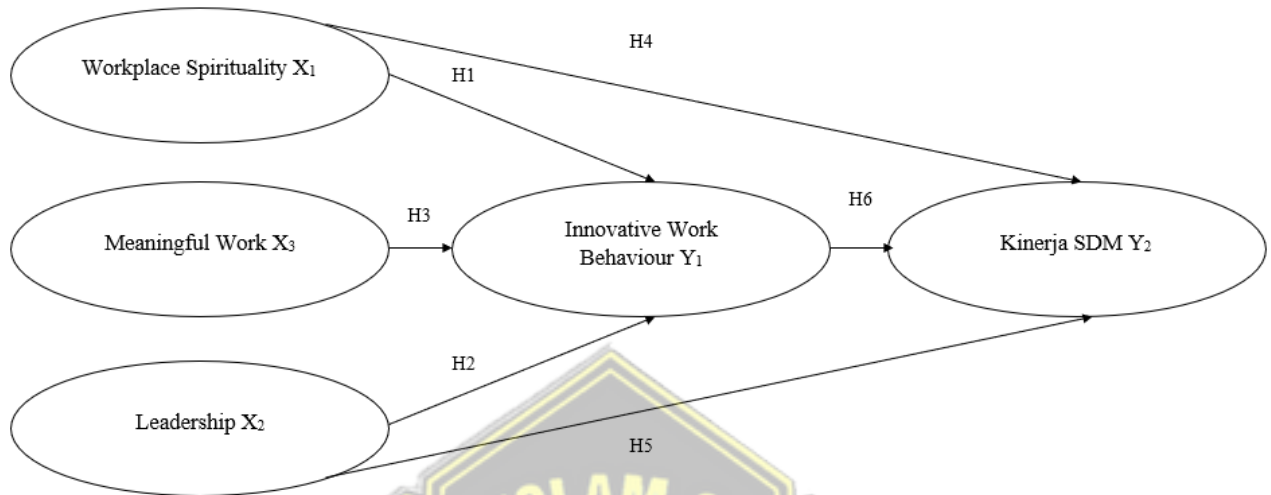 H4
Workplace Spirituality X₁
H1
H3
H6
Meaningful Work X₃
Innovative Work
Behaviour Y₁
Kinerja SDM Y₂
H2
Leadership X₂
H5
ISLAM